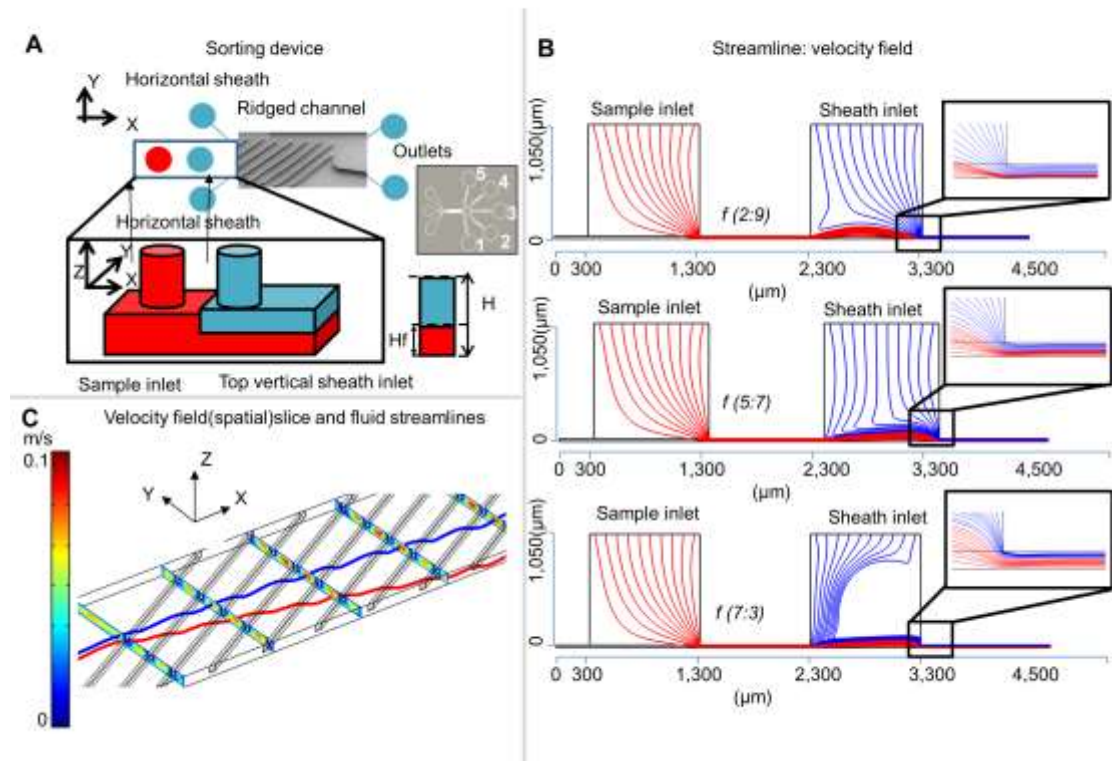 A
Sorting device
Horizontal sheath
Y
X
Ridged channel
Outlets
5
4
3
2
1
Horizontal sheath
Z
Y
X
H
Hf
Sample inlet
Top vertical sheath inlet
B
Streamline: velocity field
Sample inlet
Sheath inlet
1,050(µm)
0
f (2:9)
0 300 1,300 2,300 3,300 4,500
(µm)
Sample inlet
Sheath inlet
1,050(µm)
0
f (5:7)
0 300 1,300 2,300 3,300 4,500
(µm)
Sample inlet
Sheath inlet
1,050(µm)
0
f (7:3)
0 300 1,300 2,300 3,300 4,500
(µm)
C
Velocity field(spatial)slice and fluid streamlines
m/s
0.1
0
Z
Y
X